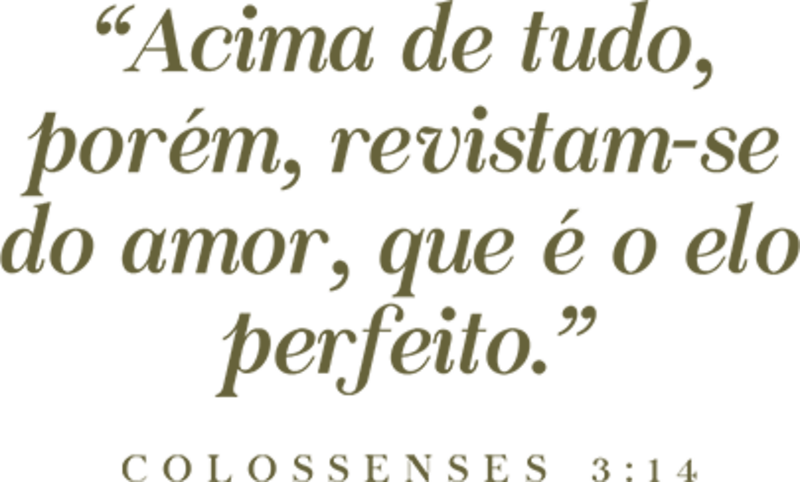 “Acima de tudo,
porém, revistam-se
do amor, que é o elo
perfeito.”
COLOSSENSES 3:14